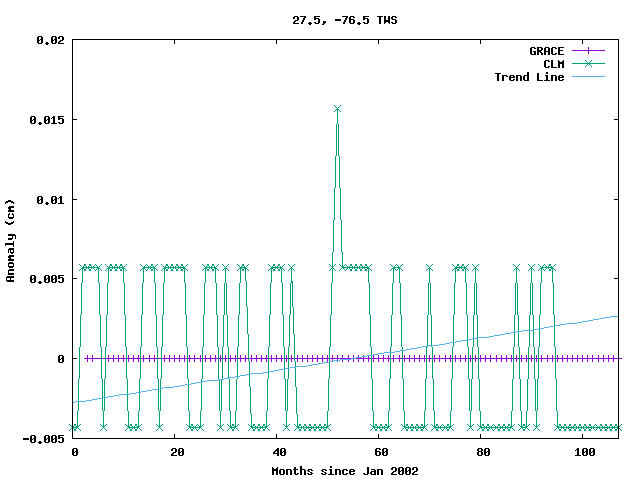 27.5, -76.5 TWS
GRACE
CLM
Trend Line
0.02
0.015
0.01
0.005
0
-0.005
Anomaly (cm)
0 20 40 60 80 100
Months since Jan 2002